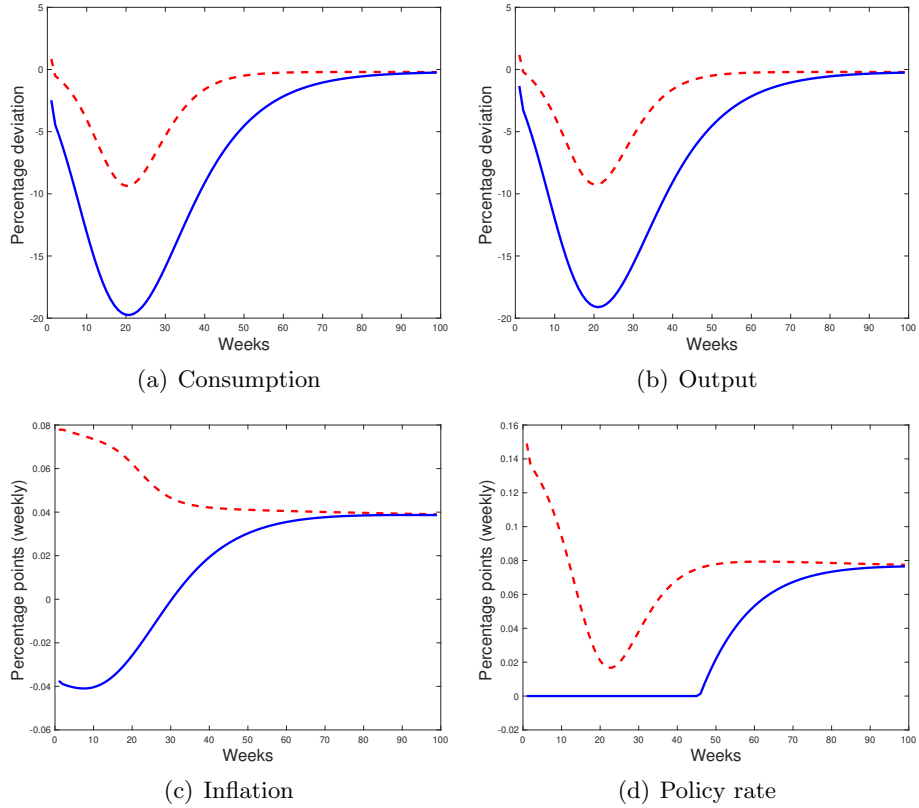 5
0
-5
-10
-15
-20
Percentage deviation
0 10 20 30 40 50 60 70 80 90 100
Weeks
(a) Consumption
5
0
-5
-10
-15
-20
Percentage deviation
0 10 20 30 40 50 60 70 80 90 100
Weeks
(b) Output
0.08
0.06
0.04
0.02
0
-0.02
-0.04
-0.06
Percentage points (weekly)
0 10 20 30 40 50 60 70 80 90 100
Weeks
(c) Inflation
0.16
0.14
0.12
0.1
0.08
0.06
0.04
0.02
0
-0.02
Percentage points (weekly)
0 10 20 30 40 50 60 70 80 90 100
Weeks
(d) Policy rate